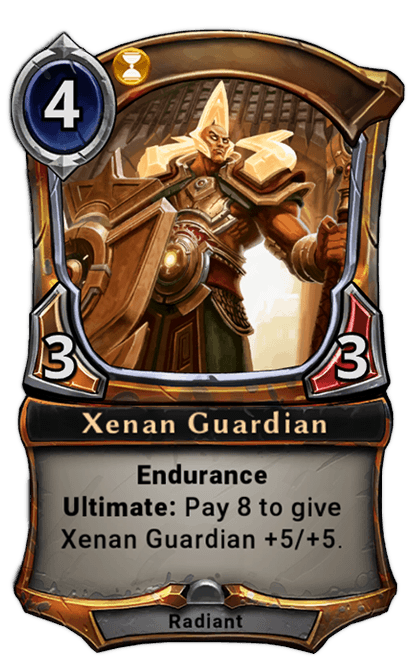 4
3
3
Xenan Guardian
Endurance
Ultimate: Pay 8 to give
Xenan Guardian +5/+5.
Radiant